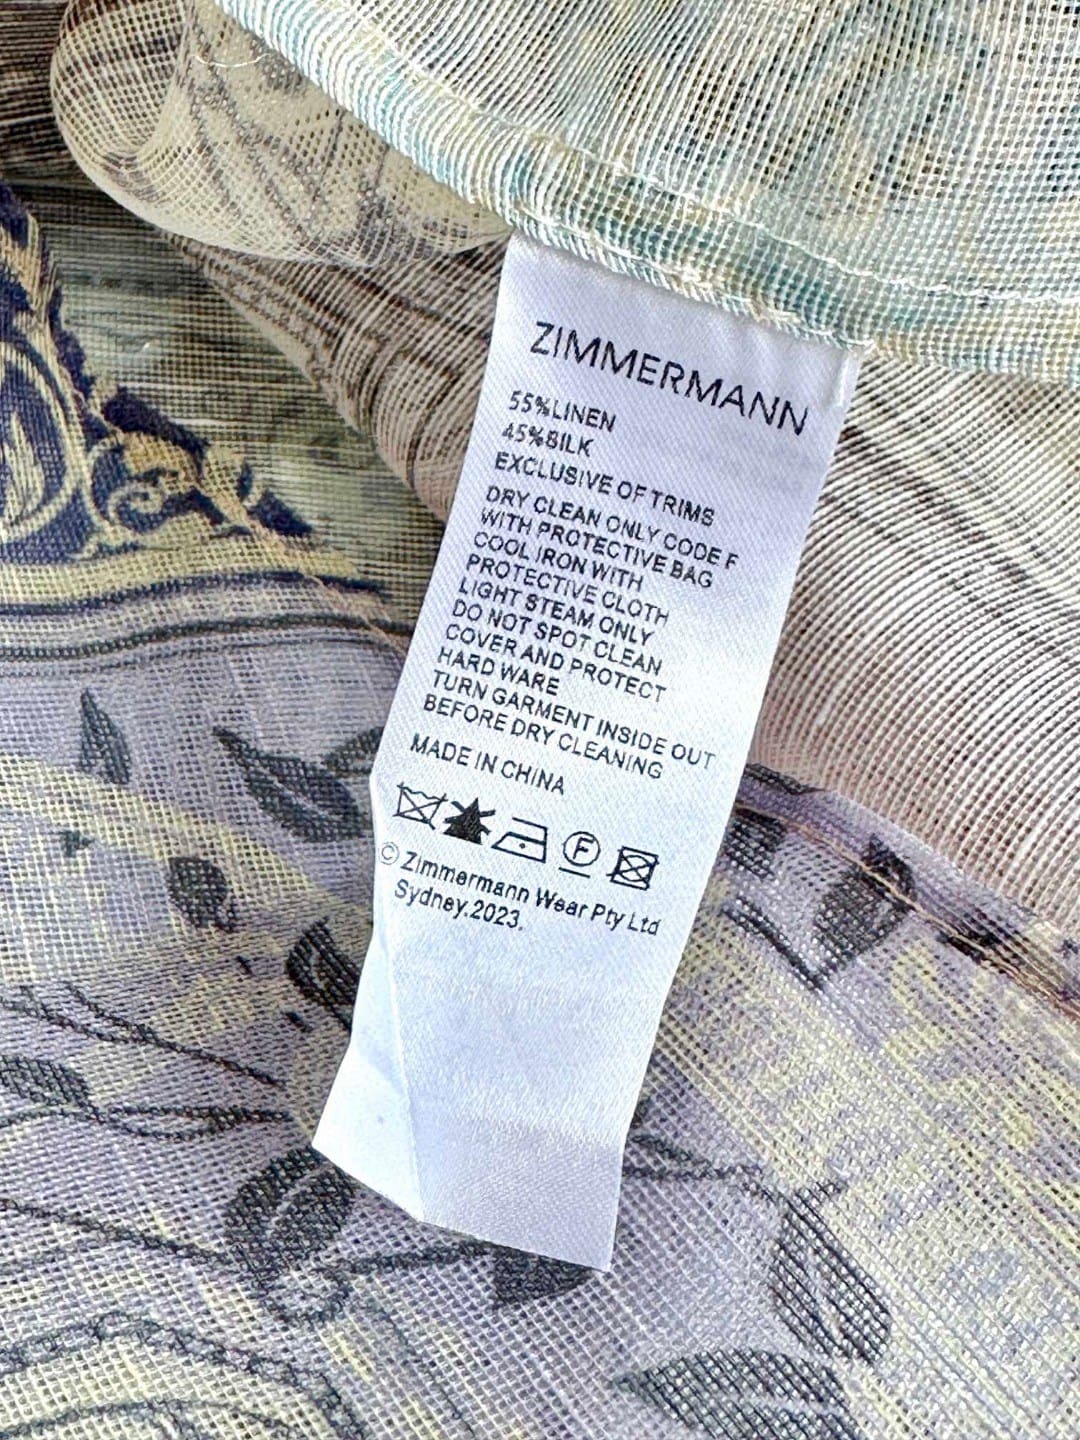 ZIMMERMANN
55%LINEN
45%SILK
EXCLUSIVE OF TRIMS
DRY CLEAN ONLY CODE F
WITH PROTECTIVE BAG
COOL IRON WITH
PROTECTIVE CLOTH
LIGHT STEAM ONLY
DO NOT SPOT CLEAN
COVER AND PROTECT
HARD WARE
TURN GARMENT INSIDE OUT
BEFORE DRY CLEANING
MADE IN CHINA
F
© Zimmermann Wear Pty Ltd
Sydney.2023.